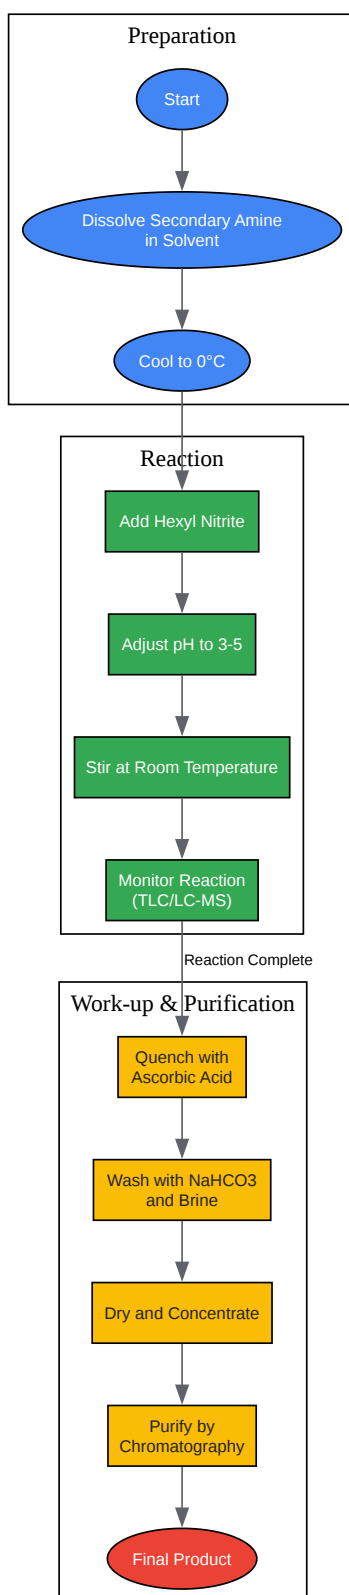 Preparation
Start
Dissolve Secondary Amine
in Solvent
Cool to 0°C
Reaction
Add Hexyl Nitrite
Adjust pH to 3-5
Stir at Room Temperature
Monitor Reaction
(TLC/LC-MS)
Reaction Complete
Work-up & Purification
Quench with
Ascorbic Acid
Wash with NaHCO3
and Brine
Dry and Concentrate
Purify by
Chromatography
Final Product